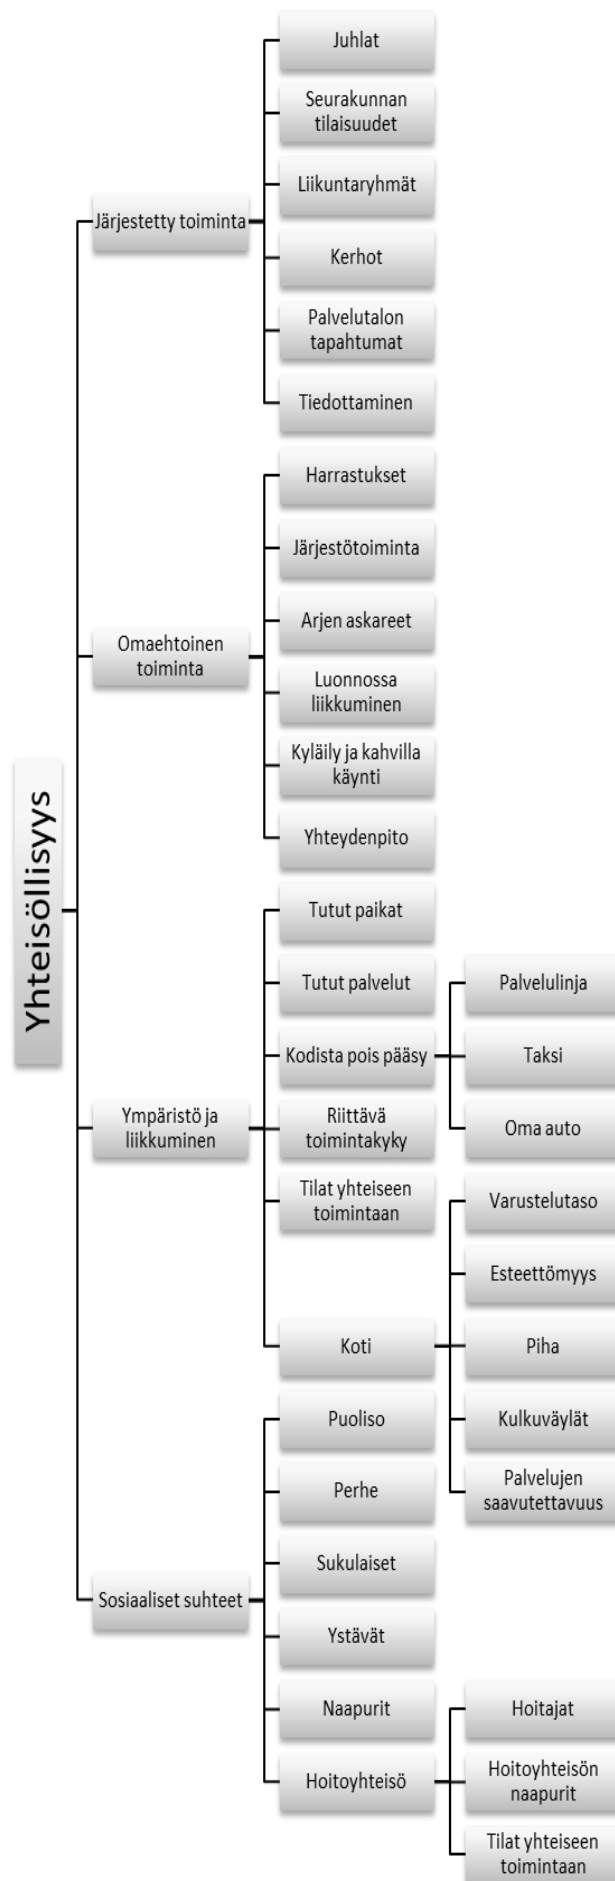 Yhteisöllisyys
Järjestetty toiminta
Juhlat
Seurakunnan
tilaisuudet
Liikuntaryhmät
Kerhot
Palvelutalon
tapahtumat
Tiedottaminen
Omaehtoinen
toiminta
Harrastukset
Järjestötoiminta
Arjen askareet
Luonnossa
liikkuminen
Kyläily ja kahvilla
käynti
Yhteydenpito
Ympäristö ja
liikkuminen
Tutut paikat
Tutut palvelut
Kodista pois pääsy
Palvelulinja
Taksi
Oma auto
Riittävä
toimintakyky
Tilat yhteiseen
toimintaan
Koti
Varustelutaso
Esteettömyys
Piha
Kulkuväylät
Palvelujen
saavutettavuus
Sosiaaliset suhteet
Puoliso
Perhe
Sukulaiset
Ystävät
Naapurit
Hoitoyhteisö
Hoitajat
Hoitoyhteisön
naapurit
Tilat yhteiseen
toimintaan